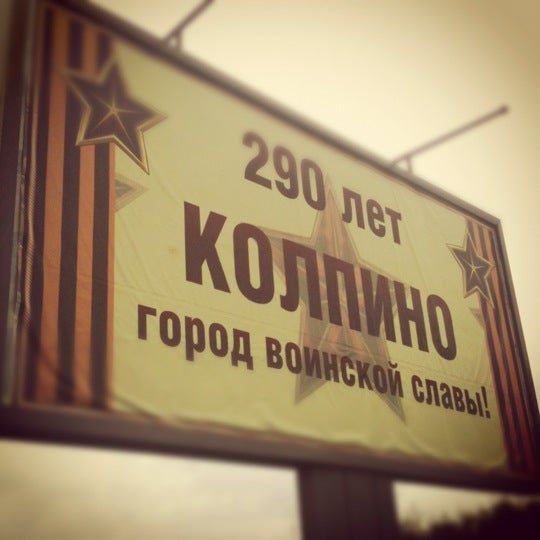 290 лет
КОЛПИНО
город воинской славы!